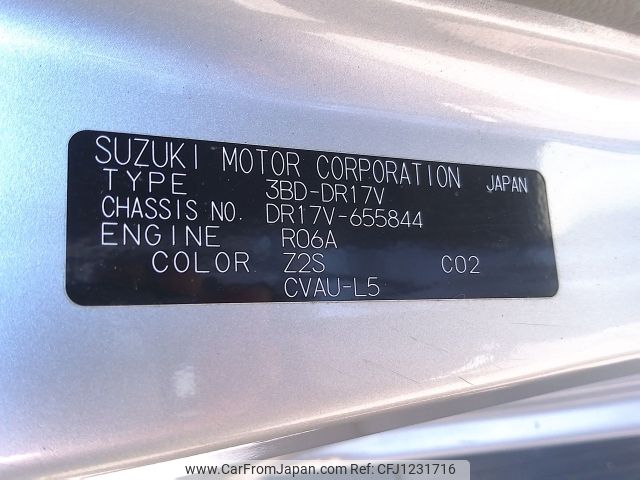 SUZUKI MOTOR CORPORATION JAPAN
TYPE 3BD-DR17V
CHASSIS NO. DR17V-655844
ENGINE R06A
COLOR Z2S C02
CVAU-L5
www.CarFromJapan.com | CFJ1231716